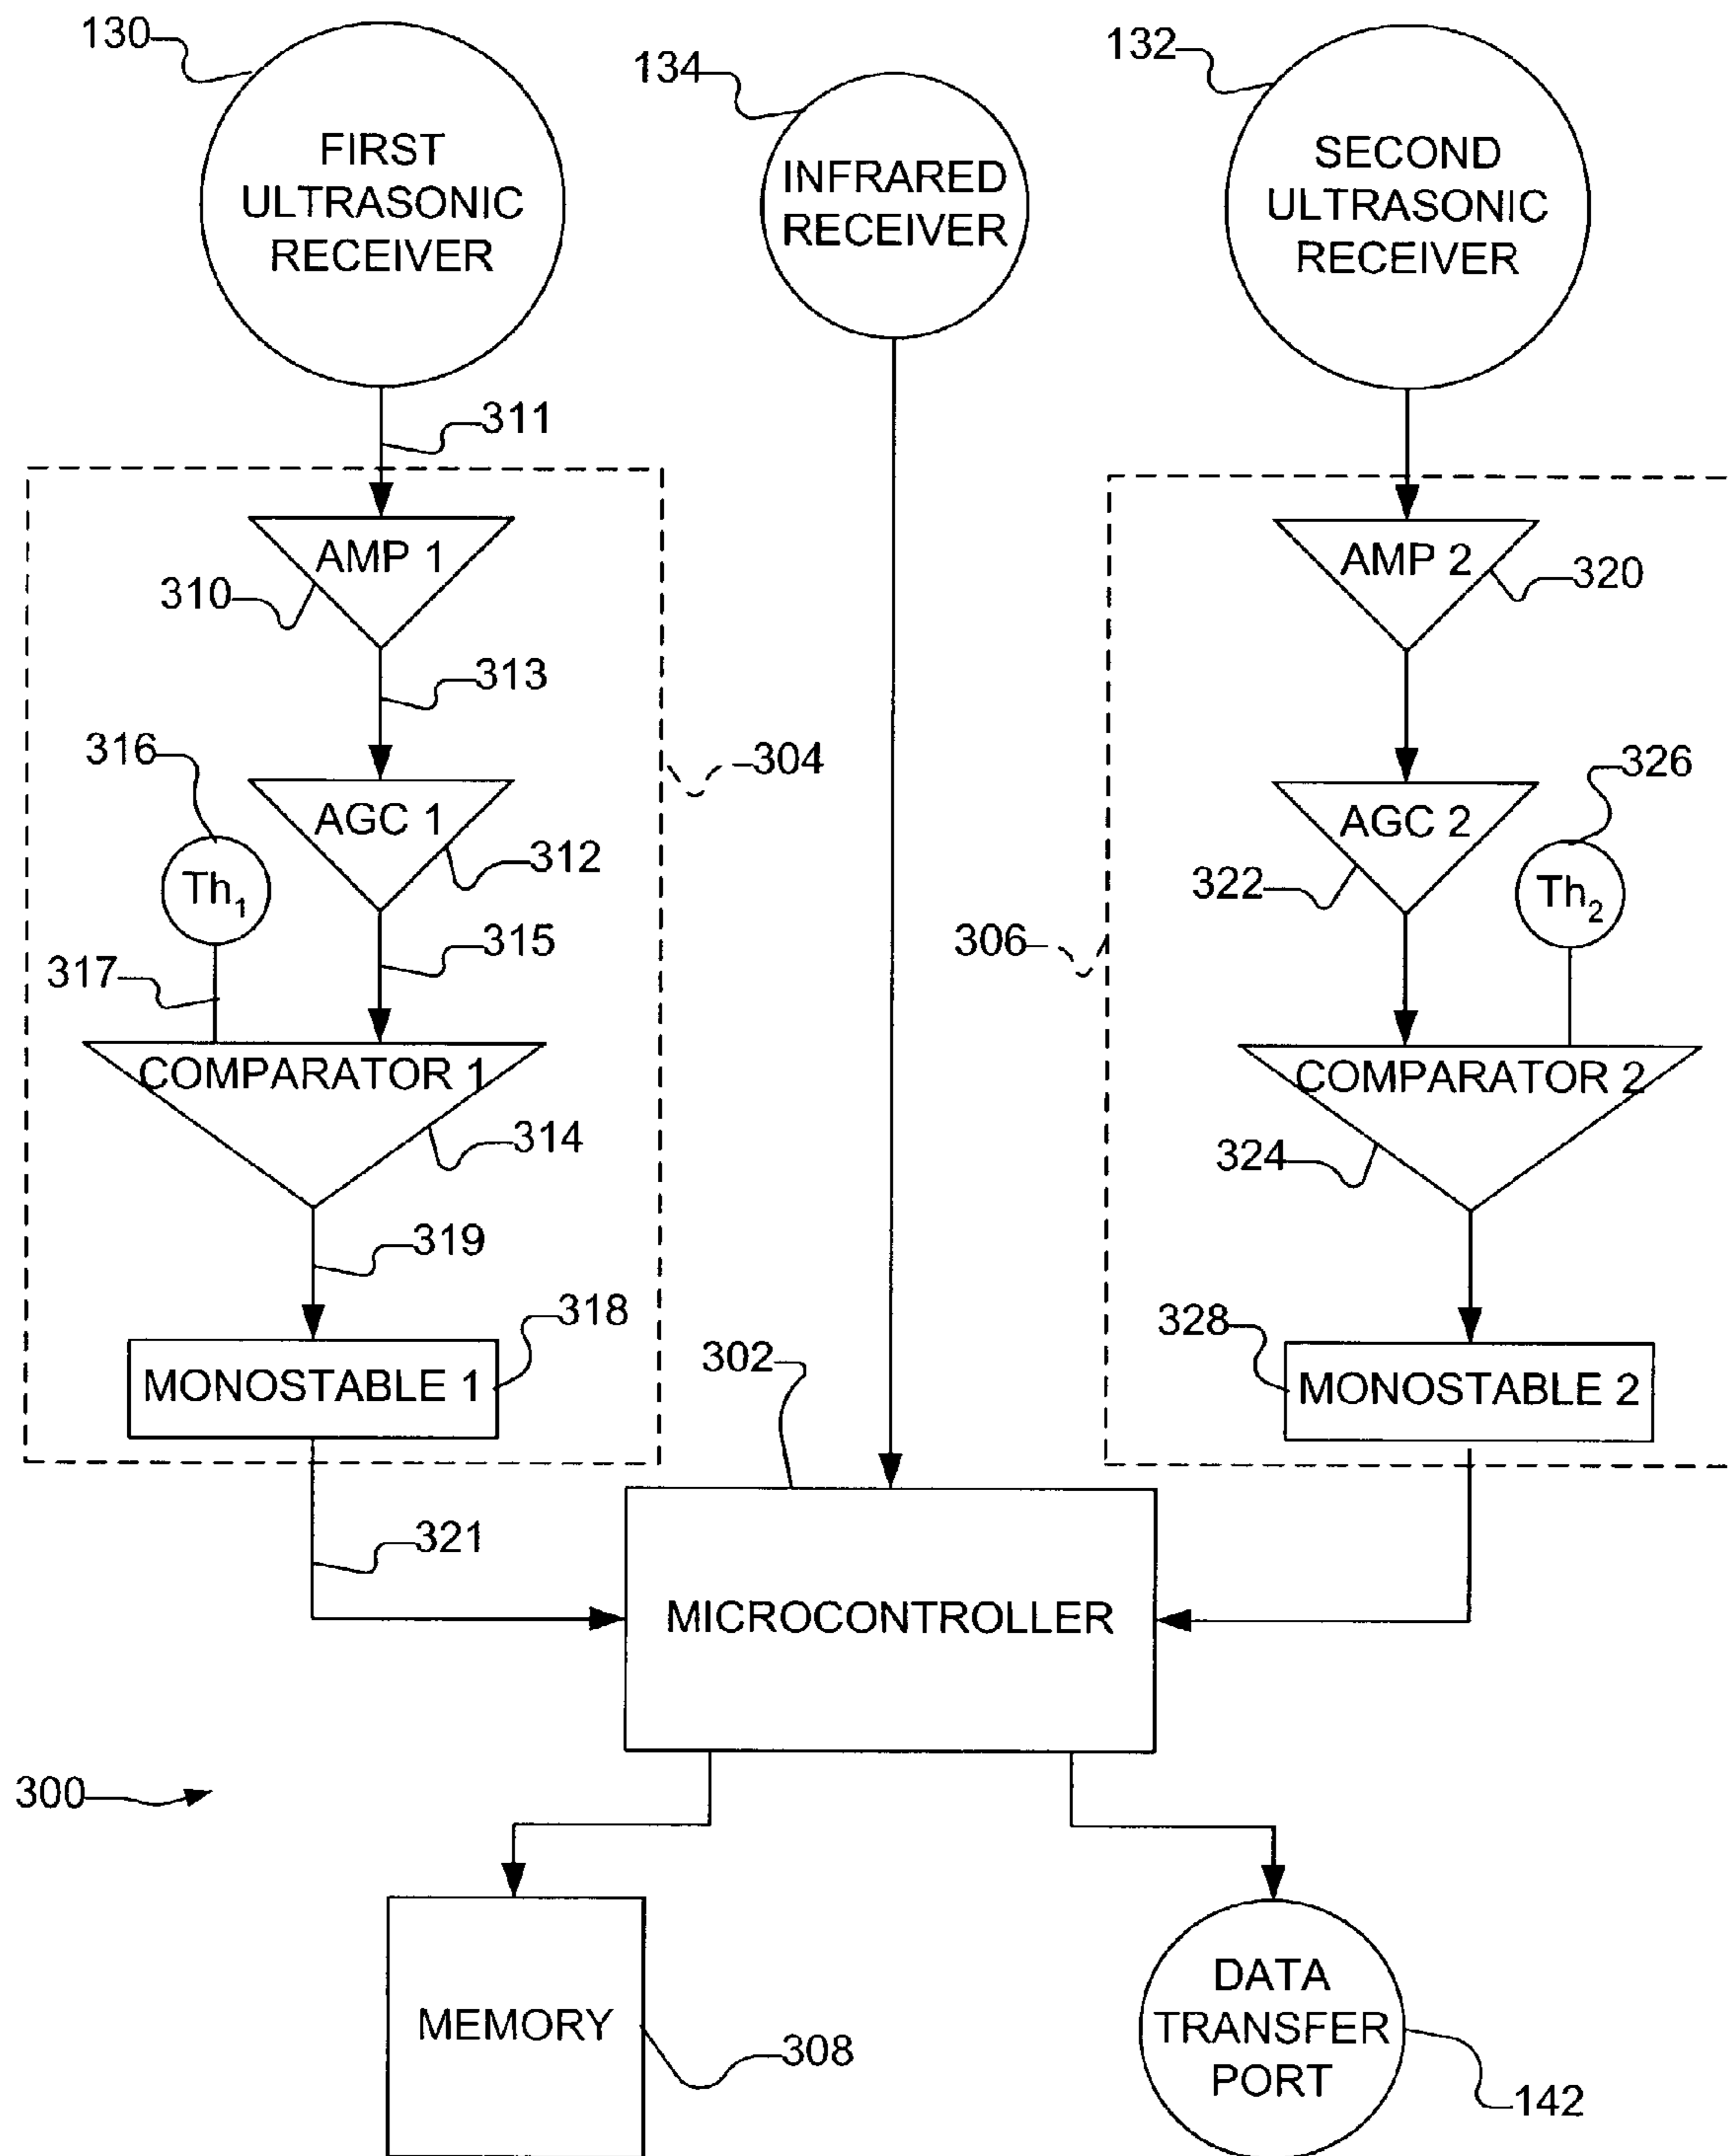 130
134
132
FIRST
ULTRASONIC
RECEIVER
INFRARED
RECEIVER
SECOND
ULTRASONIC
RECEIVER
311
AMP 1
310
AMP 2
320
313
316
304
326
AGC 1
312
AGC 2
322
Th₁
Th₂
315
306
317
COMPARATOR 1
314
COMPARATOR 2
324
319
318
328
302
MONOSTABLE 1
MONOSTABLE 2
321
MICROCONTROLLER
300
MEMORY
308
DATA
TRANSFER
PORT
142